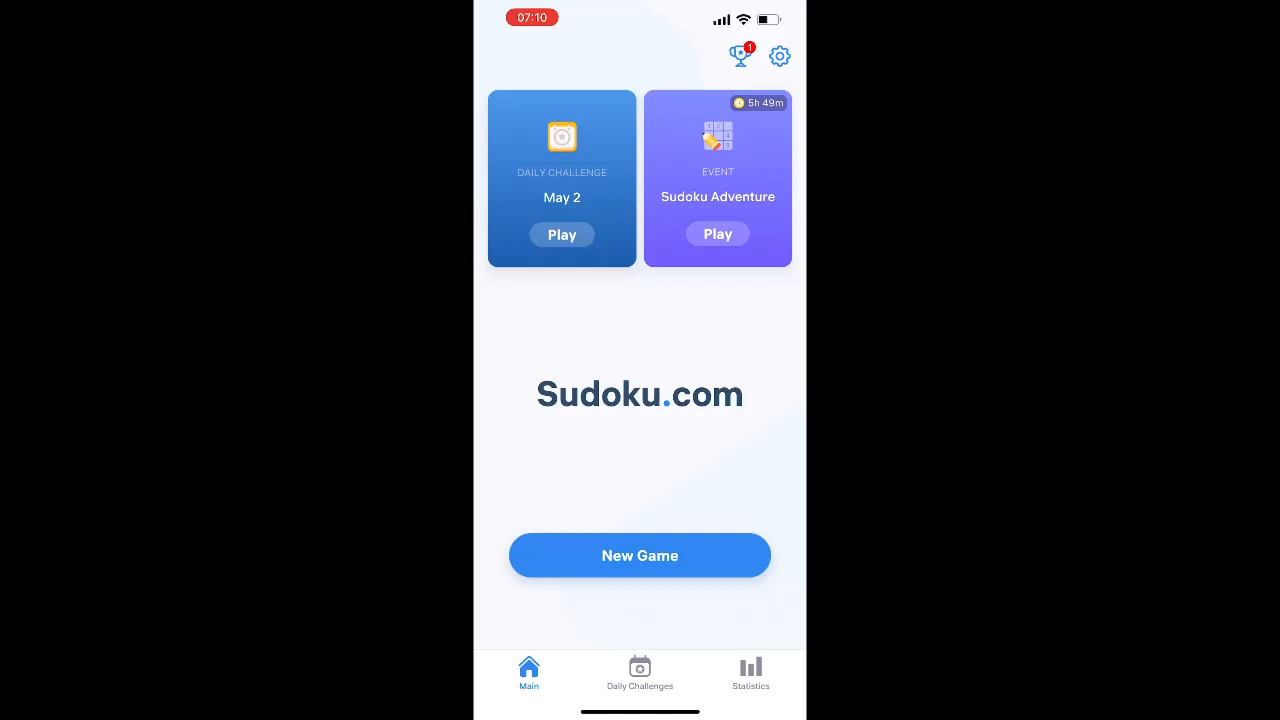 07:10
1
5h 49m
DAILY CHALLENGE
May 2
Play
EVENT
Sudoku Adventure
Play
Sudoku.com
New Game
Main
Daily Challenges
Statistics